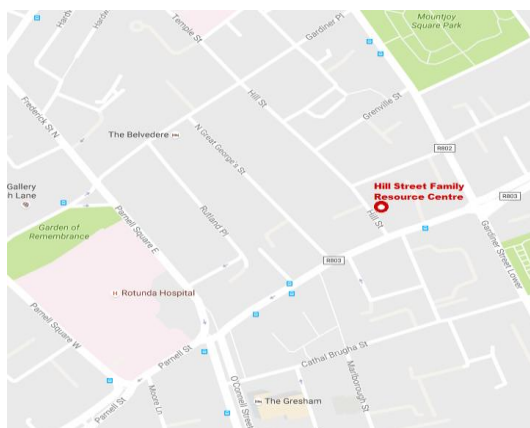 Mountjoy
Square Park
Hardw
Hardw
Temple St
Gardiner Pl
Hill St
Grenville St
Frederick St N
The Belvedere
N Great George's St
R802
Gallery
h Lane
Hill Street Family
Resource Centre
R803
Hill St
Garden of
Remembrance
Parnell Square E
Rutland Pl
R803
Gardiner Street Lower
H Rotunda Hospital
Parnell Square W
Parnell St
Cathal Brugha St
Parnell St
Moore Ln
O'Connell Street
The Gresham
Marlborough St